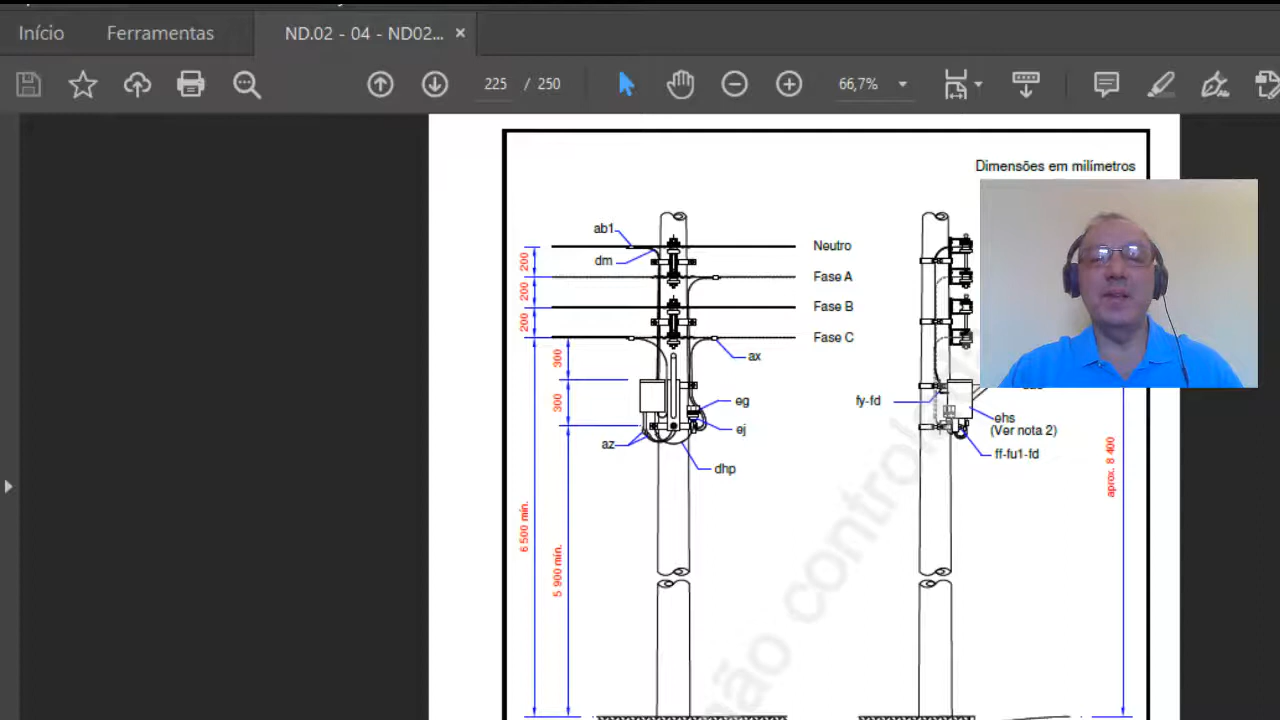 Início Ferramentas ND.02 - 04 - ND02... ×
225 / 250 66,7%
Dimensões em milímetros
ab1
Neutro
dm
200
Fase A
200
Fase B
200
Fase C
ax
300
300
eg
fy-fd
ej
ehs
(Ver nota 2)
az
dhp
ff-fu1-fd
aprox. 8 400
6 500 mín.
5 900 mín.
não controla